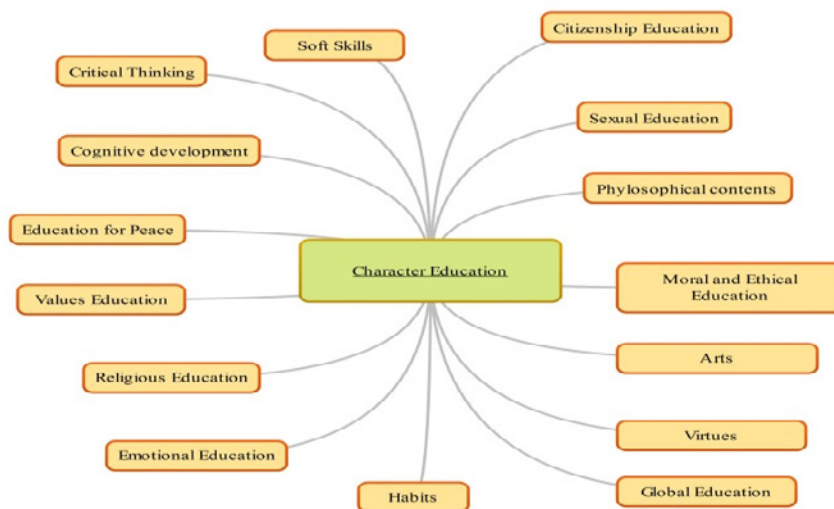 Soft Skills
Citizenship Education
Critical Thinking
Sexual Education
Cognitive development
Phylosophical contents
Education for Peace
Character Education
Moral and Ethical
Education
Values Education
Arts
Religious Education
Virtues
Emotional Education
Habits
Global Education